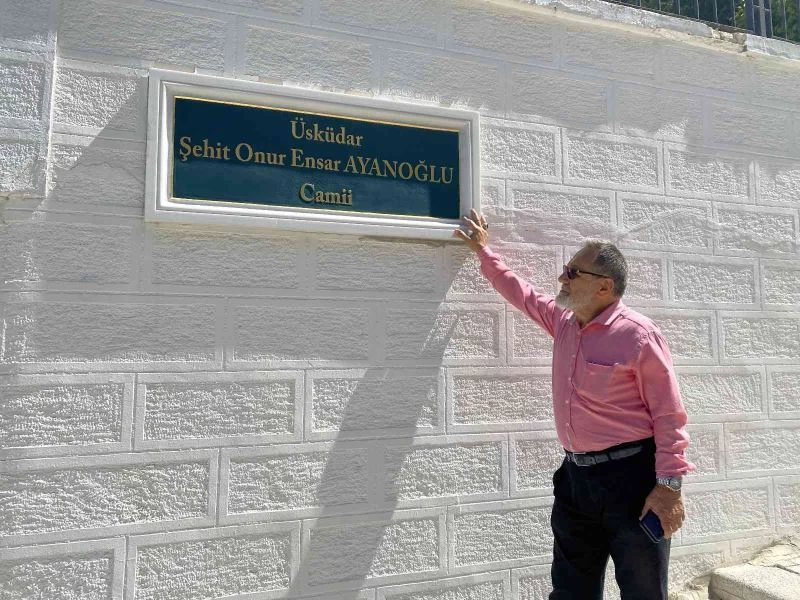 Üsküdar
Şehit Onur Ensar AYANOĞLU
Camii